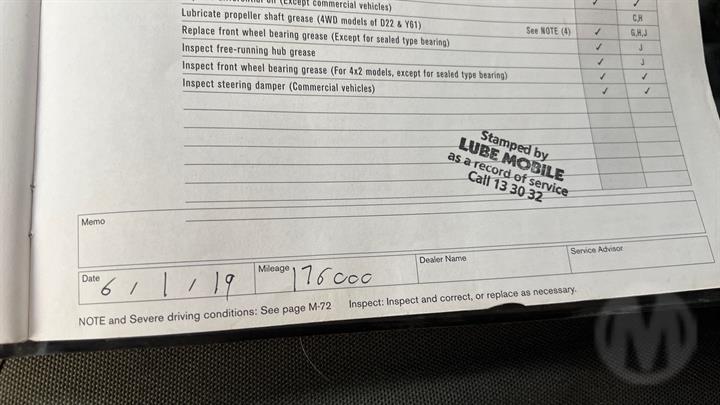 (Except commercial vehicles) ✓ ✓
Lubricate propeller shaft grease (4WD models of D22 & Y61) C,H
Replace front wheel bearing grease (Except for sealed type bearing) See NOTE (4) ✓ G,H,J
Inspect free-running hub grease ✓ J
Inspect front wheel bearing grease (For 4x2 models, except for sealed type bearing) ✓ J
Inspect steering damper (Commercial vehicles) ✓ ✓
✓ ✓
Stamped by
LUBE MOBILE
as a record of service
Call 13 30 32
Memo
Date 6 / 1 / 19 Mileage 176000 Dealer Name Service Advisor
NOTE and Severe driving conditions: See page M-72 Inspect: Inspect and correct, or replace as necessary.
M